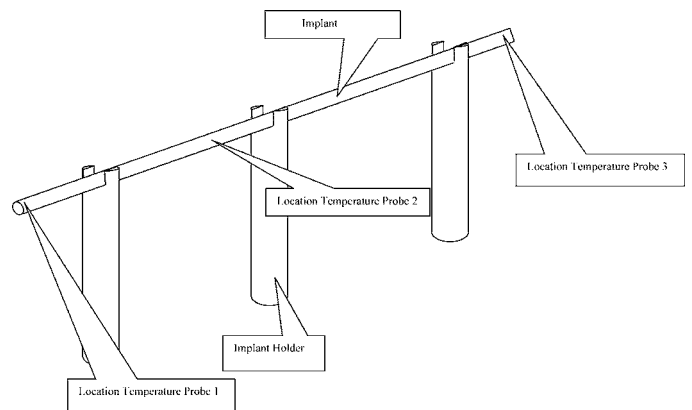 Implant
Location Temperature Probe 3
Location Temperature Probe 2
Implant Holder
Location Temperature Probe 1